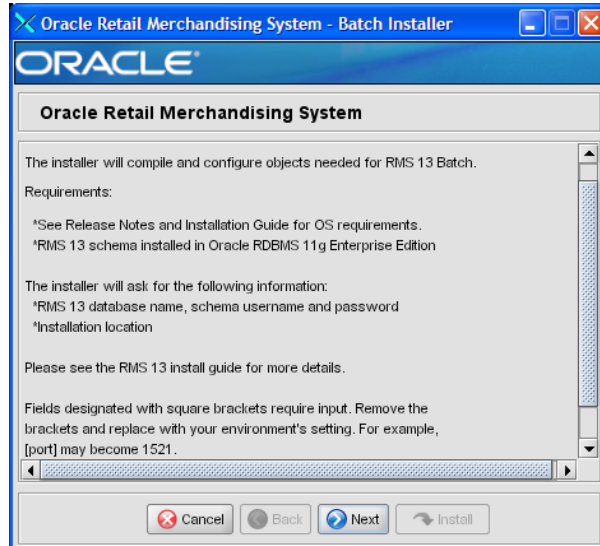 Oracle Retail Merchandising System - Batch Installer
ORACLE®
Oracle Retail Merchandising System
The installer will compile and configure objects needed for RMS 13 Batch.
Requirements:
*See Release Notes and Installation Guide for OS requirements.
*RMS 13 schema installed in Oracle RDBMS 11g Enterprise Edition
The installer will ask for the following information:
*RMS 13 database name, schema username and password
*Installation location
Please see the RMS 13 install guide for more details.
Fields designated with square brackets require input. Remove the
brackets and replace with your environment's setting. For example,
[port] may become 1521.
Cancel Back Next Install